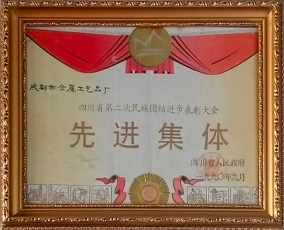 成都市金属工艺品厂
四川省第二次民族团结进步表彰大会
先进集体
四川省人民政府
一九九〇年九月